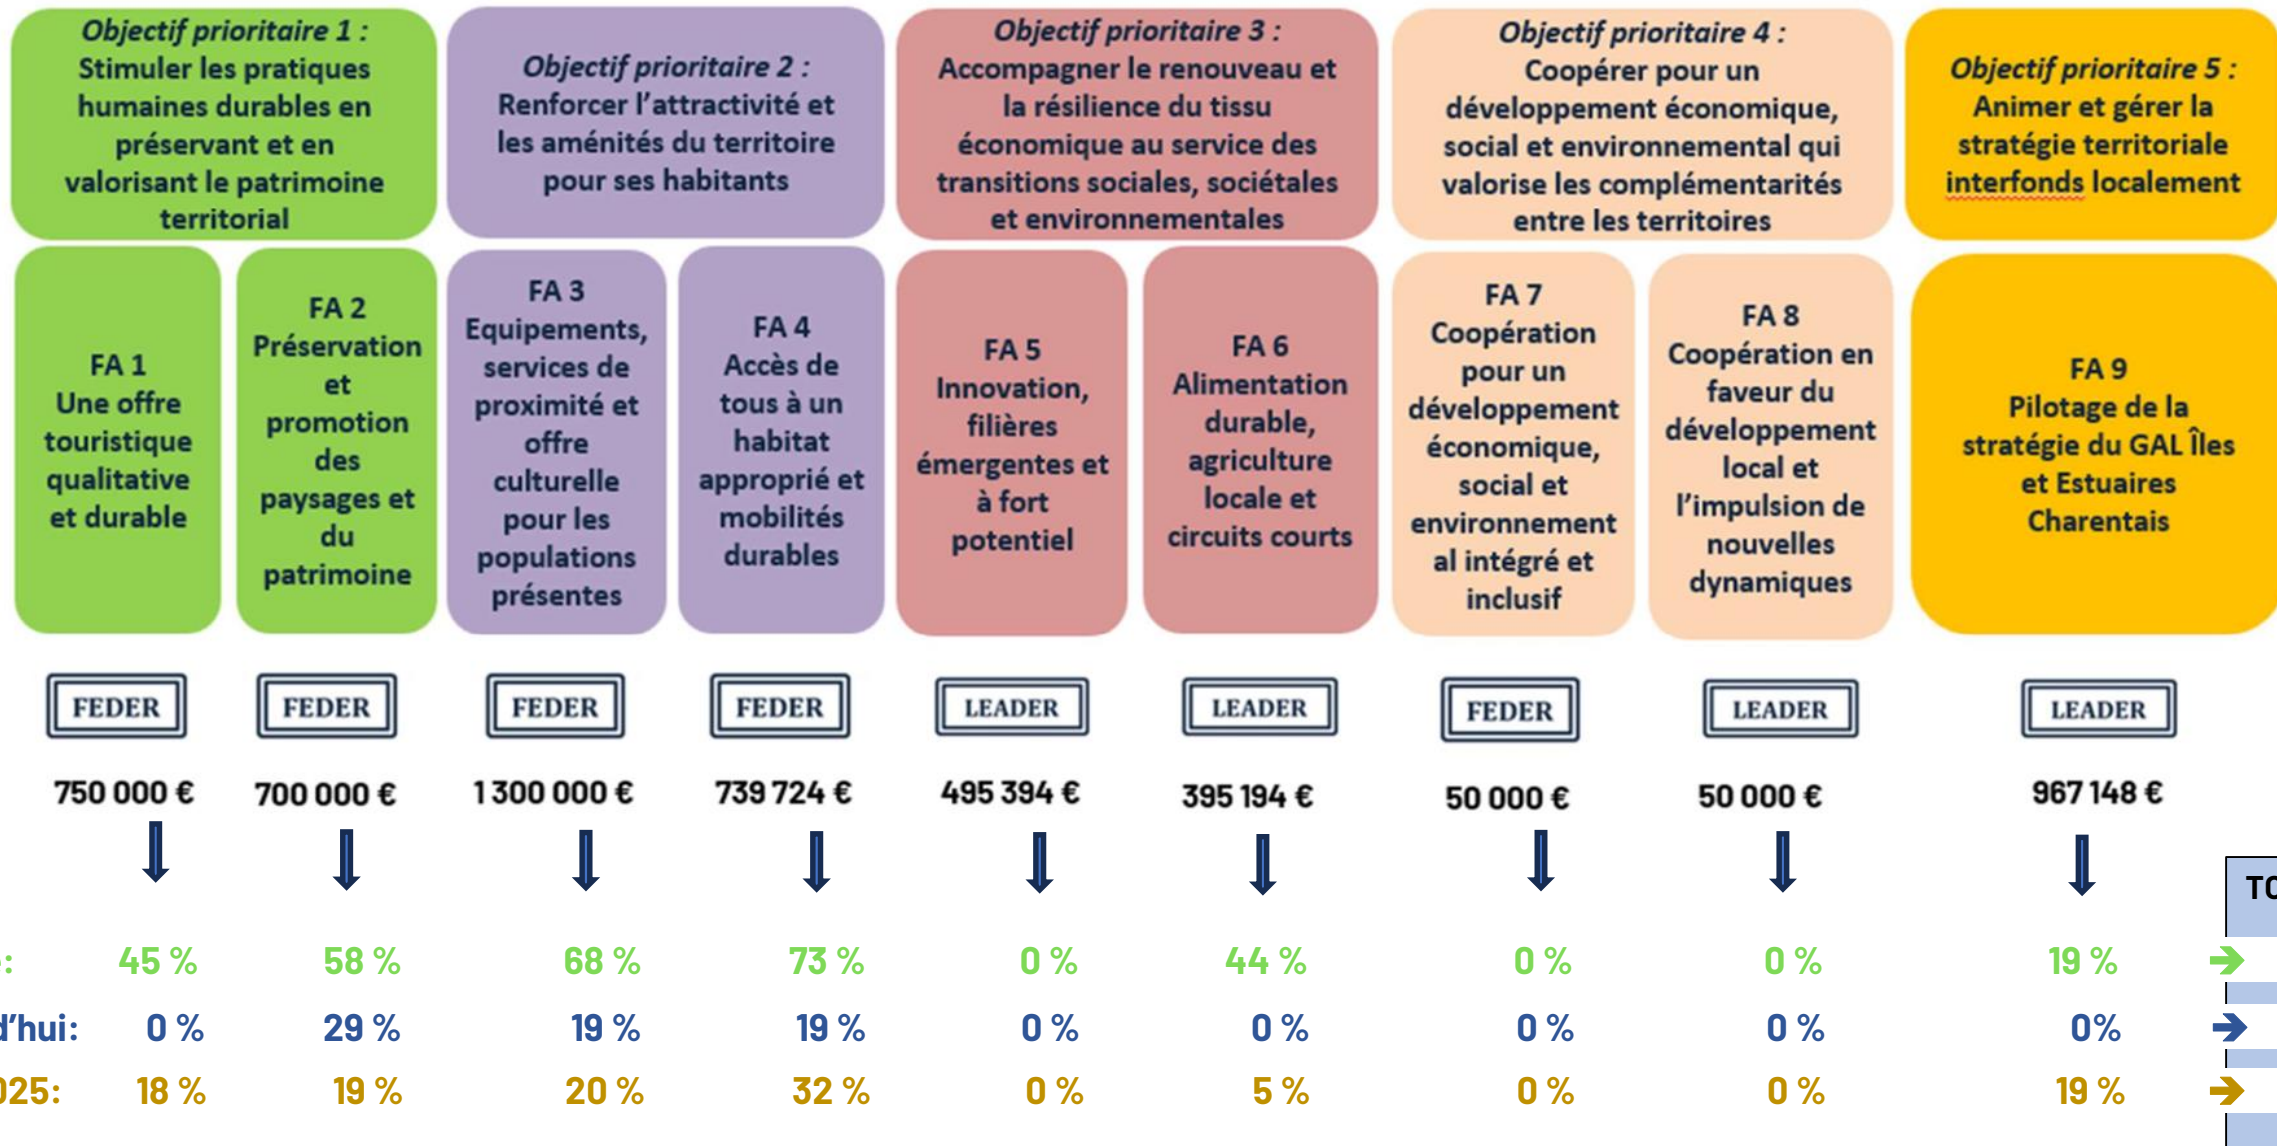 Objectif prioritaire 1 :
Stimuler les pratiques
humaines durables en
préservant et en
valorisant le patrimoine
territorial
Objectif prioritaire 2 :
Renforcer l’attractivité et
les aménités du territoire
pour ses habitants
Objectif prioritaire 3 :
Accompagner le renouveau et
la résilience du tissu
économique au service des
transitions sociales, sociétales
et environnementales
Objectif prioritaire 4 :
Coopérer pour un
développement économique,
social et environnemental qui
valorise les complémentarités
entre les territoires
Objectif prioritaire 5 :
Animer et gérer la
stratégie territoriale
interfonds localement
FA 1
Une offre
touristique
qualitative
et durable
FA 2
Préservation
et
promotion
des
paysages et
du
patrimoine
FA 3
Equipements,
services de
proximité et
offre
culturelle
pour les
populations
présentes
FA 4
Accès de
tous à un
habitat
approprié et
mobilités
durables
FA 5
Innovation,
filières
émergentes et
à fort
potentiel
FA 6
Alimentation
durable,
agriculture
locale et
circuits courts
FA 7
Coopération
pour un
développement
économique,
social et
environnement
al intégré et
inclusif
FA 8
Coopération en
faveur du
développement
local et
l’impulsion de
nouvelles
dynamiques
FA 9
Pilotage de la
stratégie du GAL Îles
et Estuaires
Charentais
FEDER FEDER FEDER FEDER LEADER LEADER FEDER LEADER LEADER
750 000 € 700 000 € 1 300 000 € 739 724 € 495 394 € 395 194 € 50 000 € 50 000 € 967 148 €
45 % 58 % 68 % 73 % 0 % 44 % 0 % 0 % 19 %
d’hui: 0 % 29 % 19 % 19 % 0 % 0 % 0 % 0 % 0%
025: 18 % 19 % 20 % 32 % 0 % 5 % 0 % 0 % 19 %